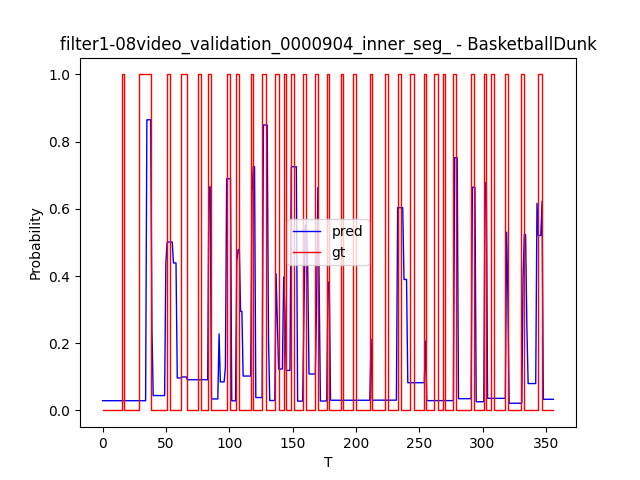 filter1-08video_validation_0000904_inner_seg_ - BasketballDunk
1.0
0.8
0.6
0.4
0.2
0.0
Probability
pred
gt
0 50 100 150 200 250 300 350
T